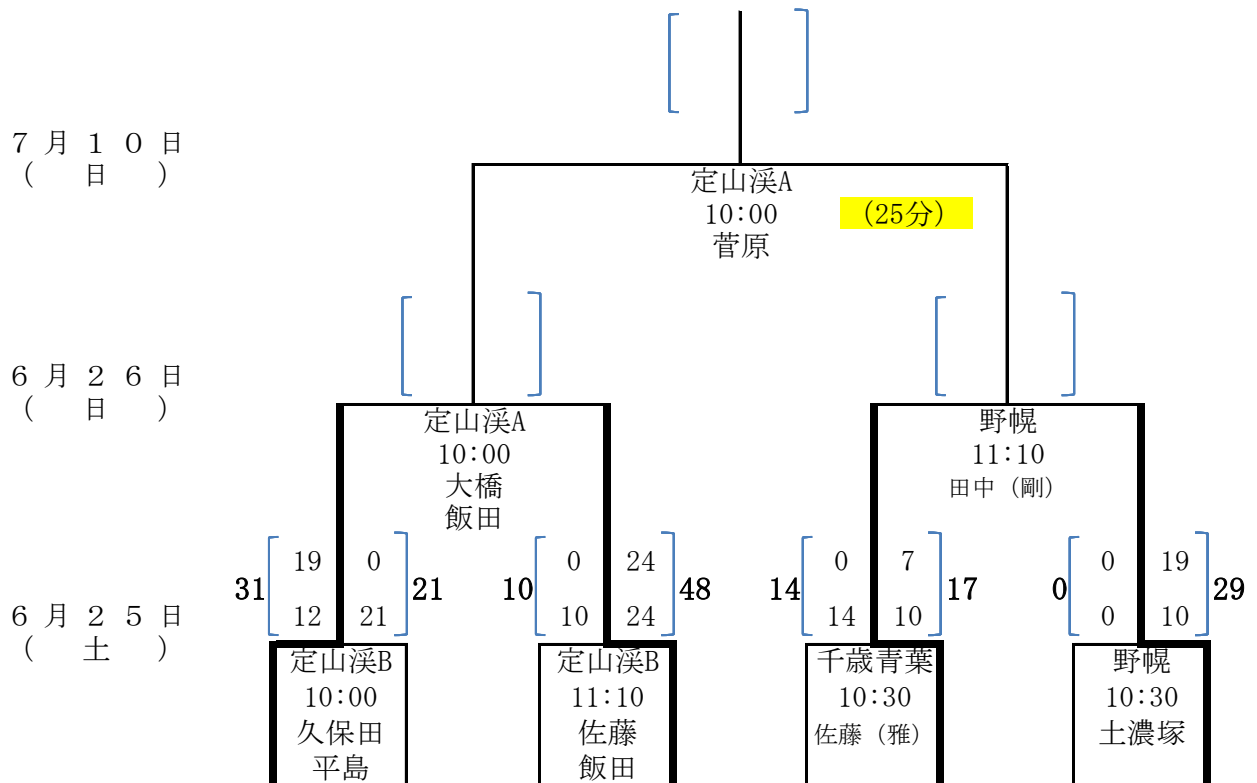 7月10日
(日)
定山渓A
10:00
(25分)
菅原
6月26日
(日)
定山渓A
10:00
大橋
飯田
野幌
11:10
田中(剛)
6月25日
(土)
31 19 0 21
12 21
10 0 24 48
10 24
14 0 7 17
14 10
0 0 19 29
0 10
定山渓B
10:00
久保田
平島
定山渓B
11:10
佐藤
飯田
千歳青葉
10:30
佐藤(雅)
野幌
10:30
土濃塚